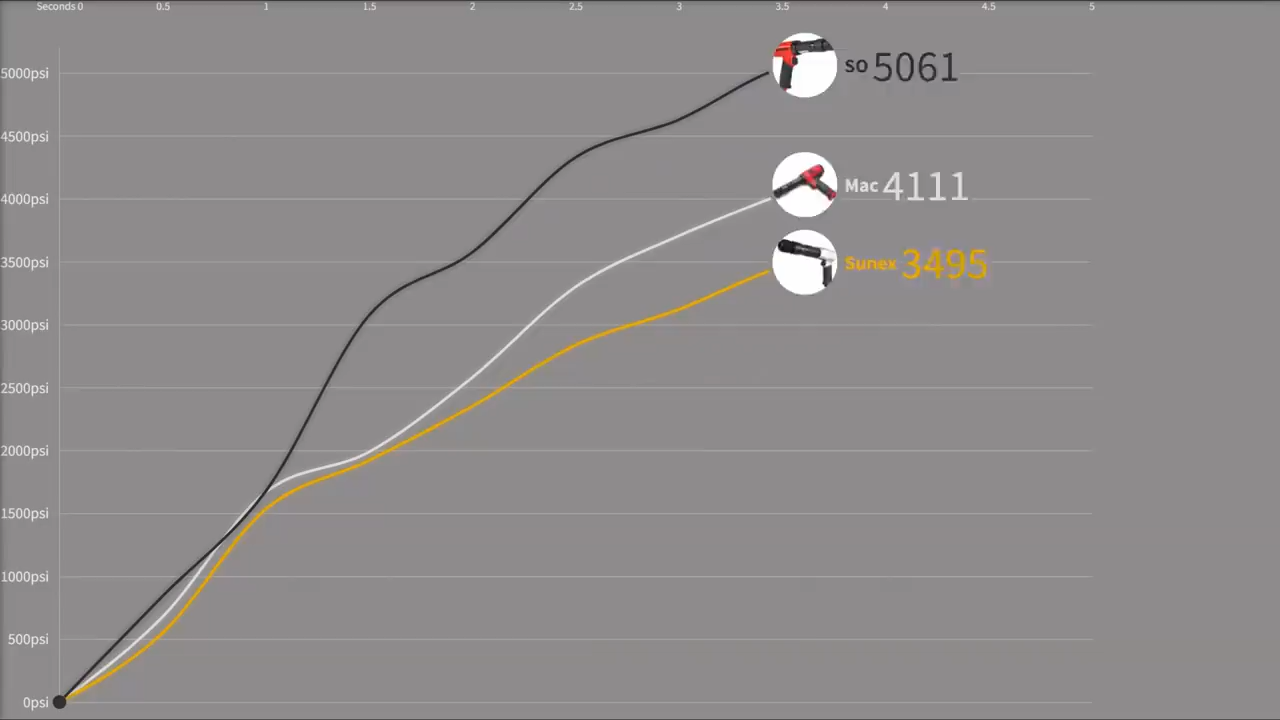 Seconds 0 0.5 1 1.5 2 2.5 3 3.5 4 4.5 5
5000psi
so 5061
4500psi
4000psi
Mac 4111
3500psi
Sunex 3495
3000psi
2500psi
2000psi
1500psi
1000psi
500psi
0psi